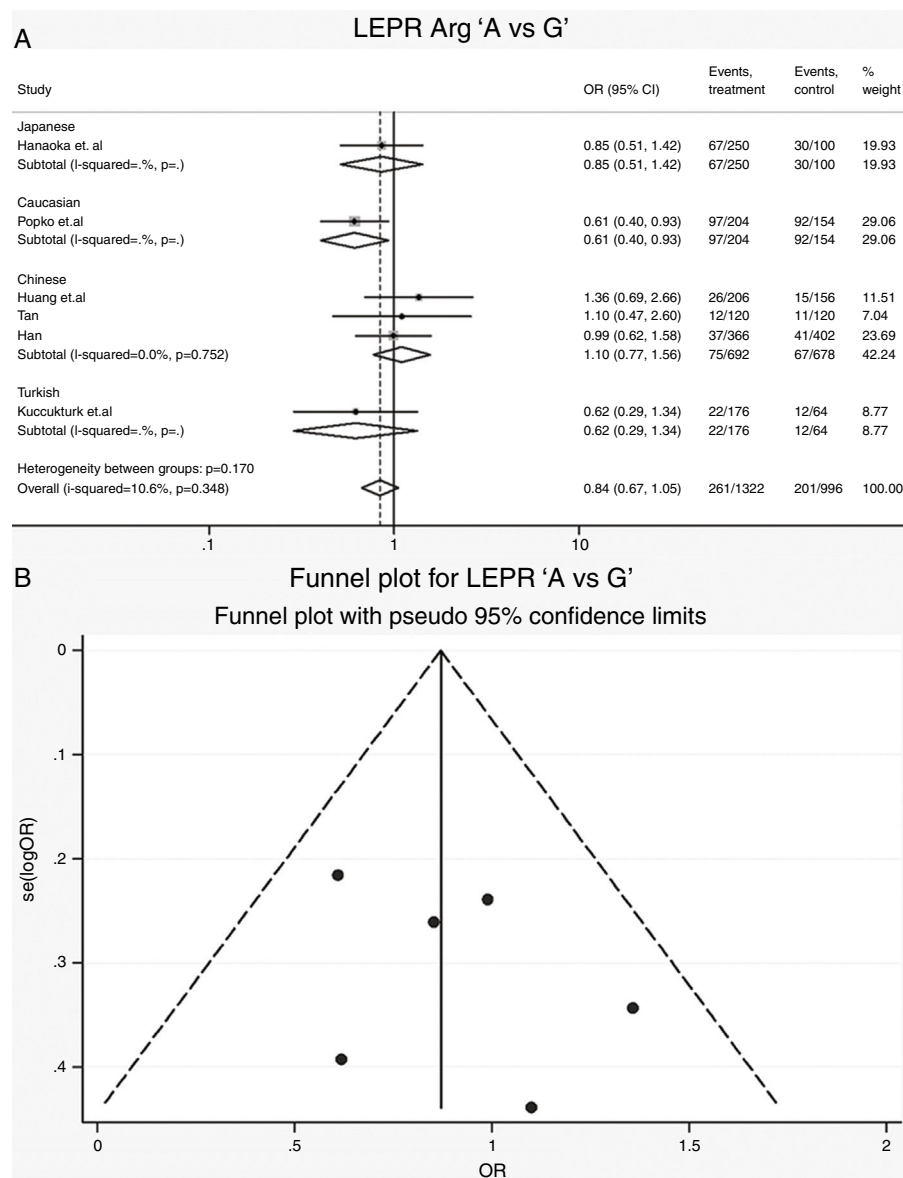 A
LEPR Arg ‘A vs G’
Study OR (95% CI) Events, treatment Events, control % weight
Japanese
Hanaoka et. al 0.85 (0.51, 1.42) 67/250 30/100 19.93
Subtotal (I-squared=.%, p=.) 0.85 (0.51, 1.42) 67/250 30/100 19.93
Caucasian
Popko et.al 0.61 (0.40, 0.93) 97/204 92/154 29.06
Subtotal (I-squared=.%, p=.) 0.61 (0.40, 0.93) 97/204 92/154 29.06
Chinese
Huang et.al 1.36 (0.69, 2.66) 26/206 15/156 11.51
Tan 1.10 (0.47, 2.60) 12/120 11/120 7.04
Han 0.99 (0.62, 1.58) 37/366 41/402 23.69
Subtotal (I-squared=0.0%, p=0.752) 1.10 (0.77, 1.56) 75/692 67/678 42.24
Turkish
Kuccukturk et.al 0.62 (0.29, 1.34) 22/176 12/64 8.77
Subtotal (I-squared=.%, p=.) 0.62 (0.29, 1.34) 22/176 12/64 8.77
Heterogeneity between groups: p=0.170
Overall (i-squared=10.6%, p=0.348) 0.84 (0.67, 1.05) 261/1322 201/996 100.00
.1 1 10
B
Funnel plot for LEPR ‘A vs G’
Funnel plot with pseudo 95% confidence limits
se(logOR)
0
.1
.2
.3
.4
0 .5 1 1.5 2
OR